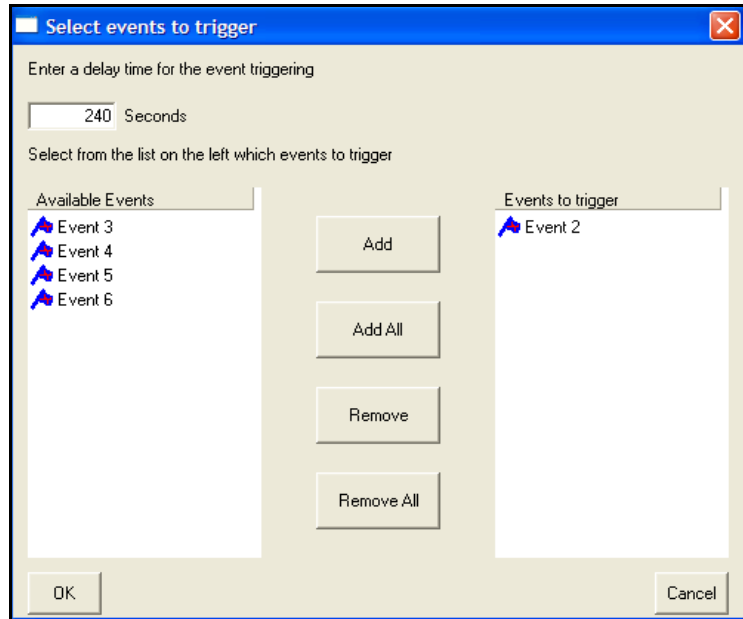 Select events to trigger
Enter a delay time for the event triggering
240 Seconds
Select from the list on the left which events to trigger
Available Events
Event 3
Event 4
Event 5
Event 6
Add
Add All
Remove
Remove All
Events to trigger
Event 2
OK
Cancel